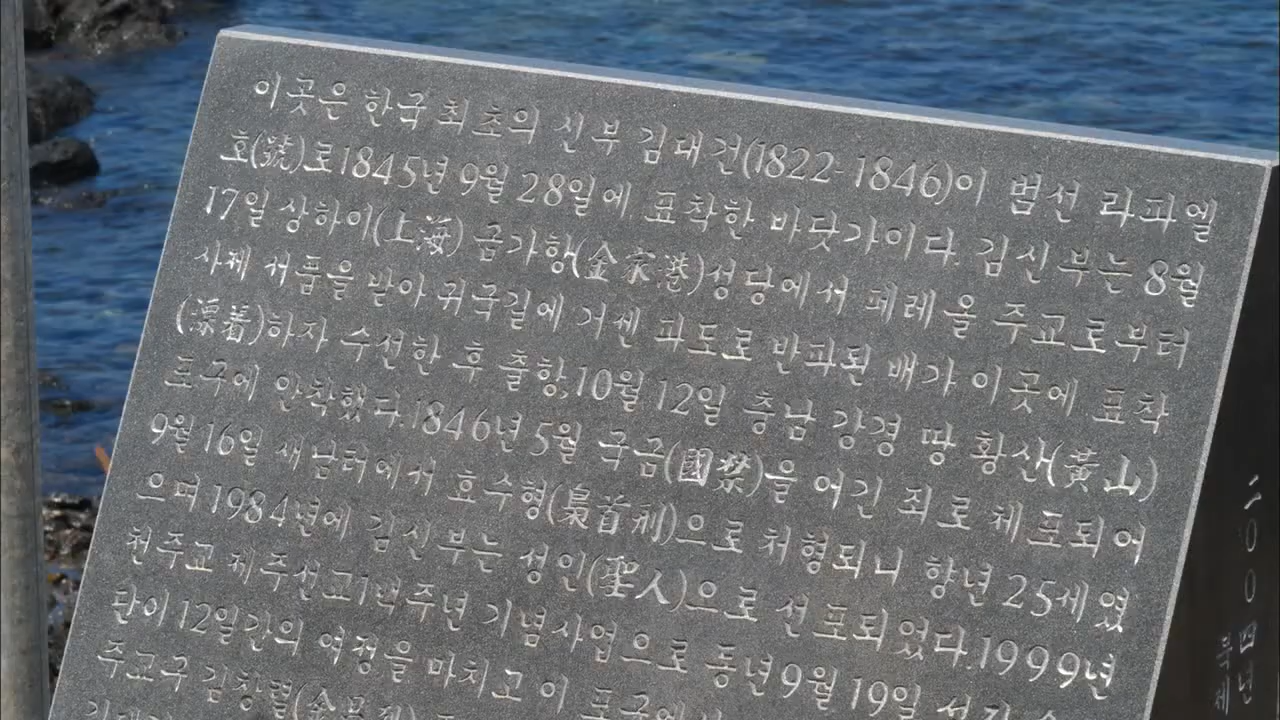 이곳은 한국 최초의 신부 김대건(1822-1846)이 범선 라파엘
호(號)로 1845년 9월 28일에 표착한 바닷가이다. 김신부는 8월
17일 상하이(上海) 금가항(金家港)성당에서 페레올 주교로부터
사제 서품을 받아 귀국길에 거센 파도로 반파된 배가 이곳에 표착
(漂着)하자 수선한 후 출항,10월 12일 충남 강경 땅 황산(黃山)
포구에 안착했다.1846년 5월 국금(國禁)을 어긴 죄로 체포되어
9월 16일 새남터에서 효수형(梟首刑)으로 처형되니 향년 25세였
으며 1984년에 김신부는 성인(聖人)으로 선포되었다.1999년
천주교 제주선교1백주년 기념사업으로 동년 9월 19일
단이 12일간의 여정을 마치고 이 포구에서
주교구 김창렬
二○○四년
복제